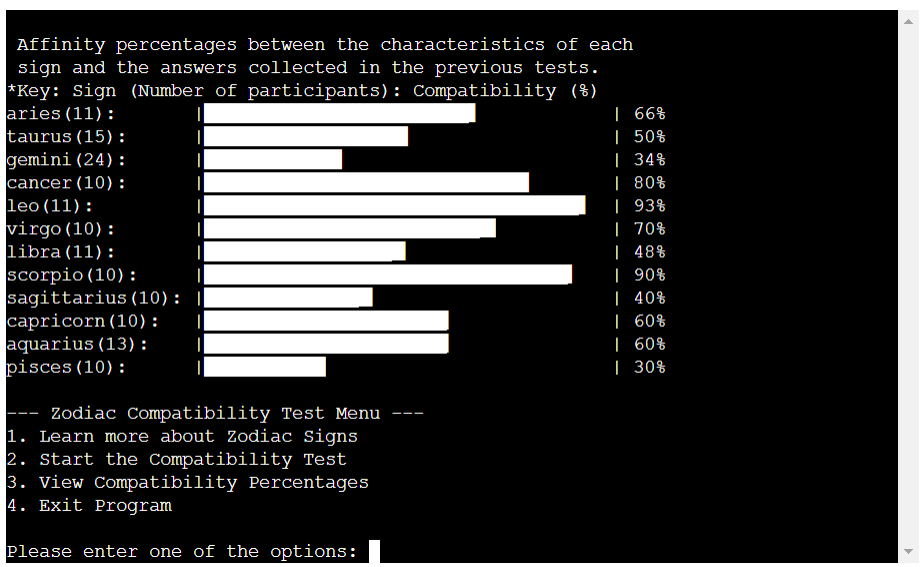 Affinity percentages between the characteristics of each
sign and the answers collected in the previous tests.
*Key: Sign (Number of participants): Compatibility (%)
aries(11): | | 66%
taurus(15): | | 50%
gemini(24): | | 34%
cancer(10): | | 80%
leo(11): | | 93%
virgo(10): | | 70%
libra(11): | | 48%
scorpio(10): | | 90%
sagittarius(10): | | 40%
capricorn(10): | | 60%
aquarius(13): | | 60%
pisces(10): | | 30%
--- Zodiac Compatibility Test Menu ---
1. Learn more about Zodiac Signs
2. Start the Compatibility Test
3. View Compatibility Percentages
4. Exit Program
Please enter one of the options: